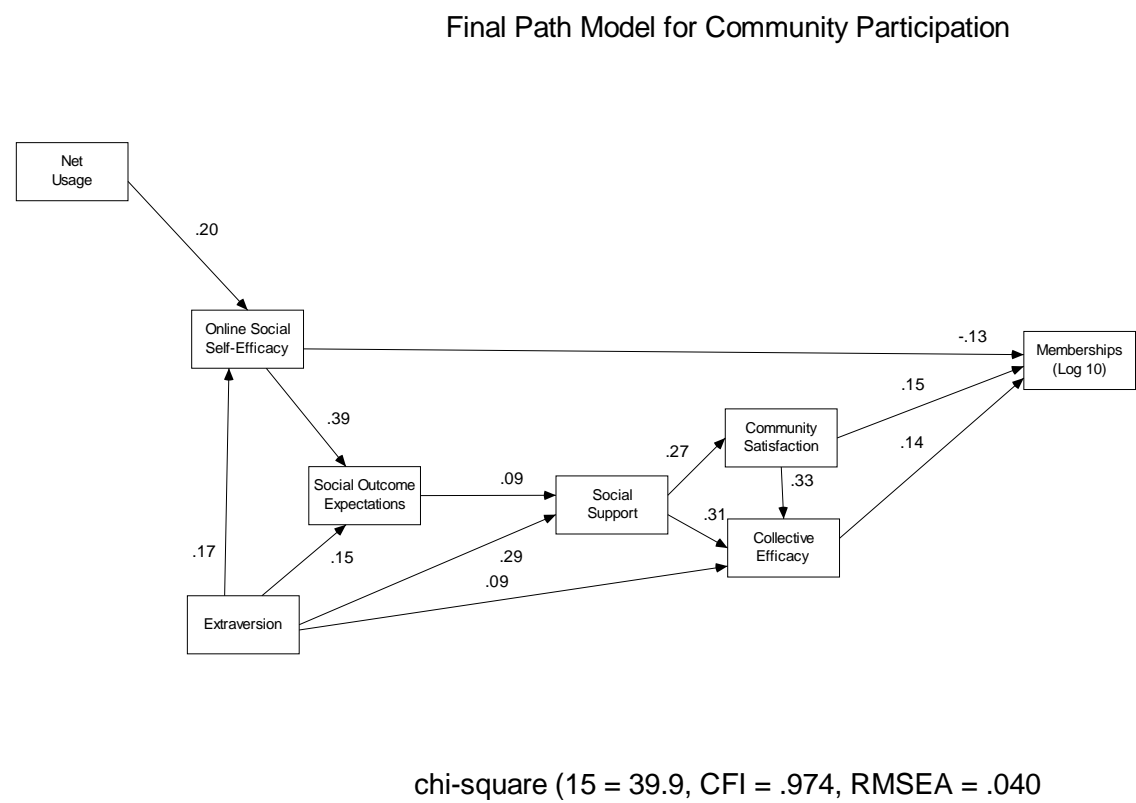 Final Path Model for Community Participation
Net
Usage
.20
Online Social
Self-Efficacy
-.13
Memberships
(Log 10)
.39
.15
Community
Satisfaction
.14
.27
.33
Social Outcome
Expectations
.09
Social
Support
.31
Collective
Efficacy
.17
.15
.29
.09
Extraversion
chi-square (15 = 39.9, CFI = .974, RMSEA = .040